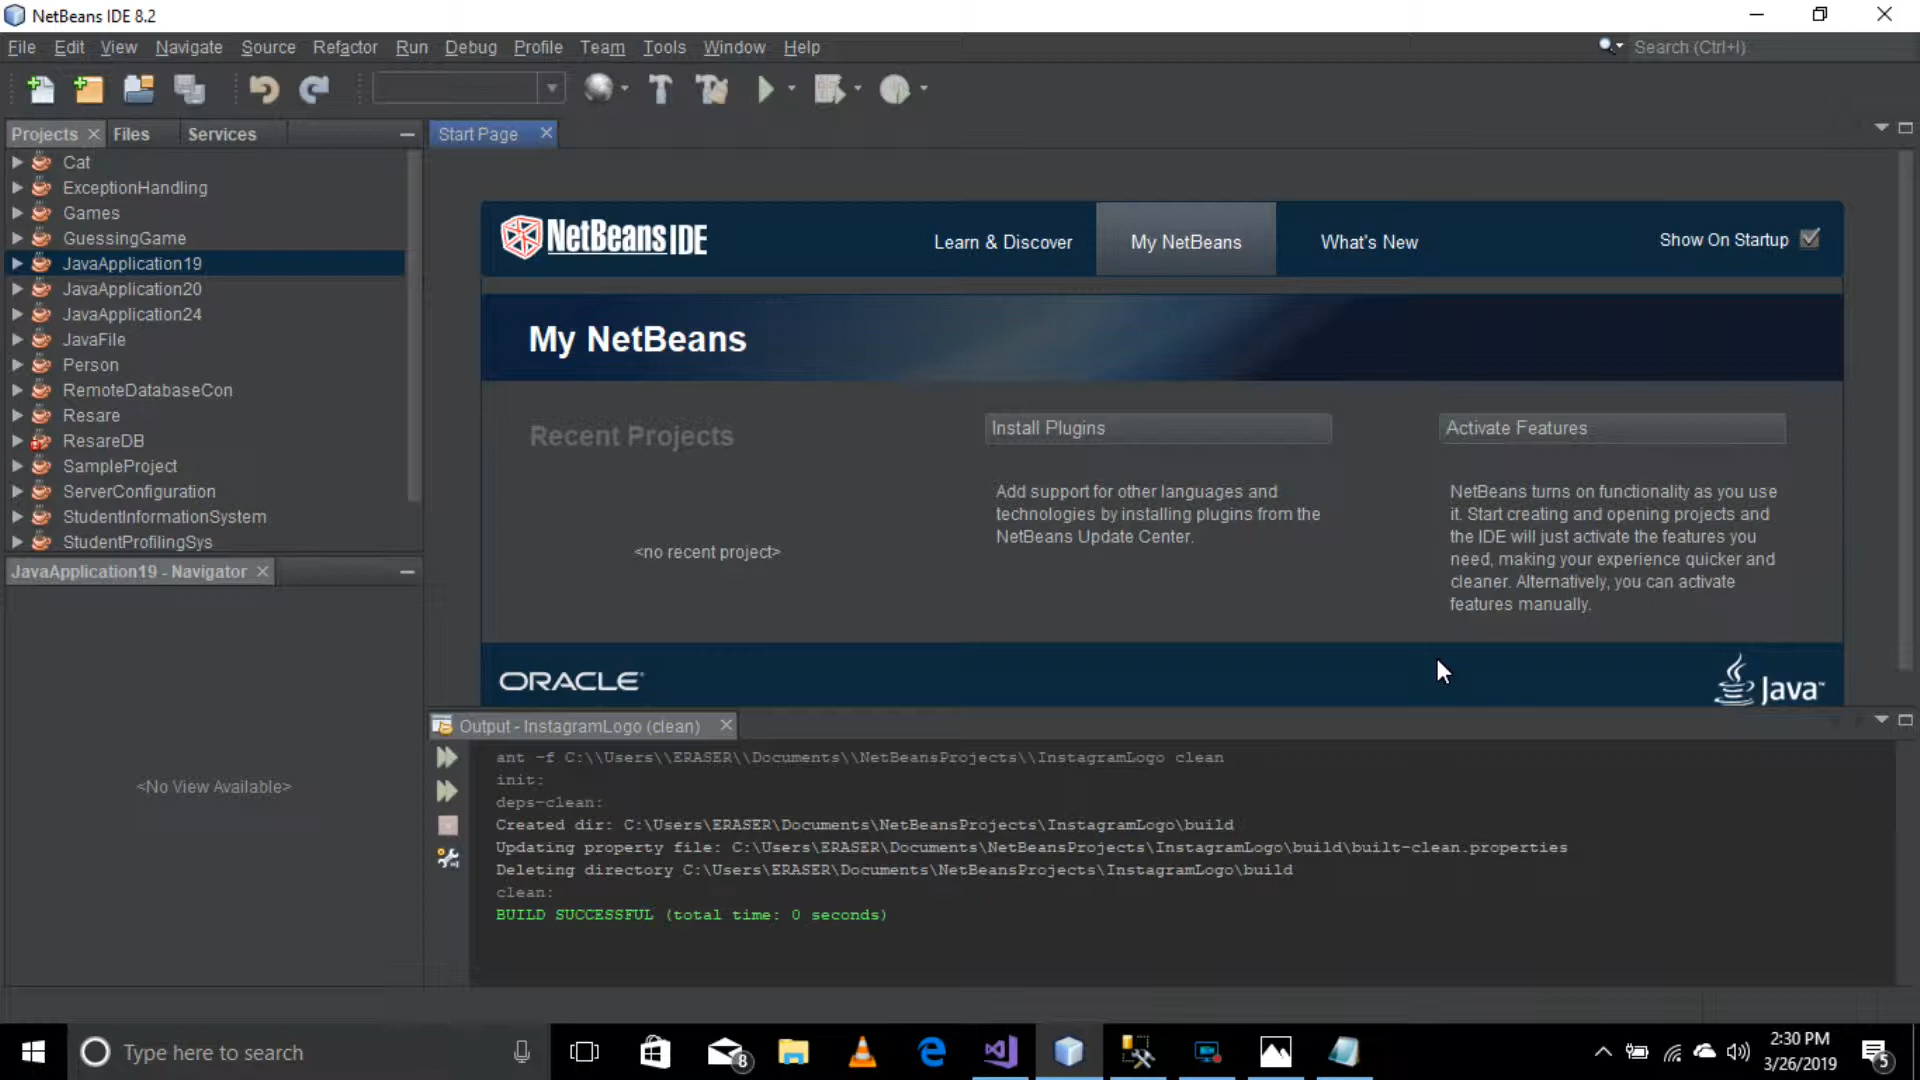 NetBeans IDE 8.2
File Edit View Navigate Source Refactor Run Debug Profile Team Tools Window Help
Search (Ctrl+I)
Projects Files Services
Start Page
Cat
ExceptionHandling
Games
GuessingGame
JavaApplication19
JavaApplication20
JavaApplication24
JavaFile
Person
RemoteDatabaseCon
Resare
ResareDB
SampleProject
ServerConfiguration
StudentInformationSystem
StudentProfilingSys
NetBeans IDE
Learn & Discover
My NetBeans
What's New
Show On Startup
My NetBeans
Recent Projects
<no recent project>
Install Plugins
Add support for other languages and
technologies by installing plugins from the
NetBeans Update Center.
Activate Features
NetBeans turns on functionality as you use
it. Start creating and opening projects and
the IDE will just activate the features you
need, making your experience quicker and
cleaner. Alternatively, you can activate
features manually.
ORACLE
Java™
JavaApplication19 - Navigator
<No View Available>
Output - InstagramLogo (clean)
ant -f C:\\Users\\ERASER\\Documents\\NetBeansProjects\\InstagramLogo clean
init:
deps-clean:
Created dir: C:\Users\ERASER\Documents\NetBeansProjects\InstagramLogo\build
Updating property file: C:\Users\ERASER\Documents\NetBeansProjects\InstagramLogo\build\built-clean.properties
Deleting directory C:\Users\ERASER\Documents\NetBeansProjects\InstagramLogo\build
clean:
BUILD SUCCESSFUL (total time: 0 seconds)
Type here to search
8
2:30 PM
3/26/2019
5